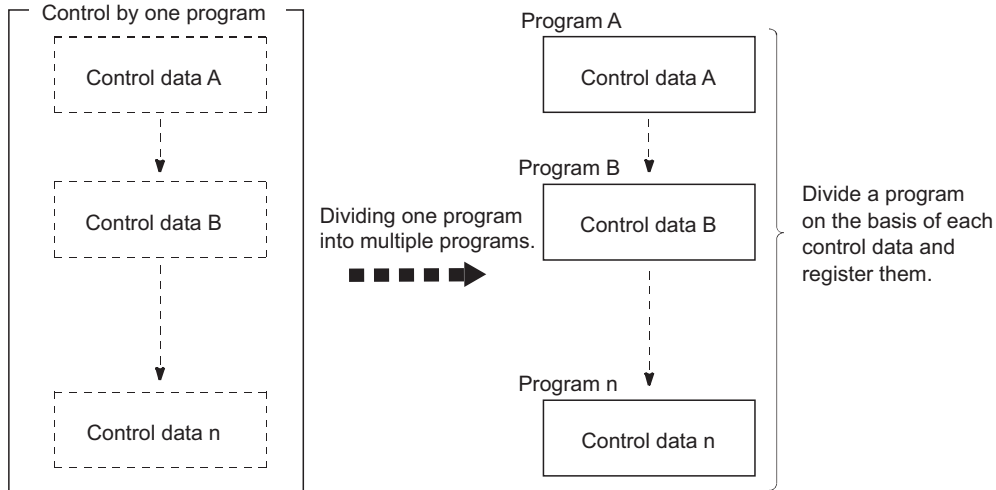 Control by one program
Control data A
Control data B
Control data n
Dividing one program
into multiple programs.
Program A
Control data A
Program B
Control data B
Program n
Control data n
Divide a program
on the basis of each
control data and
register them.